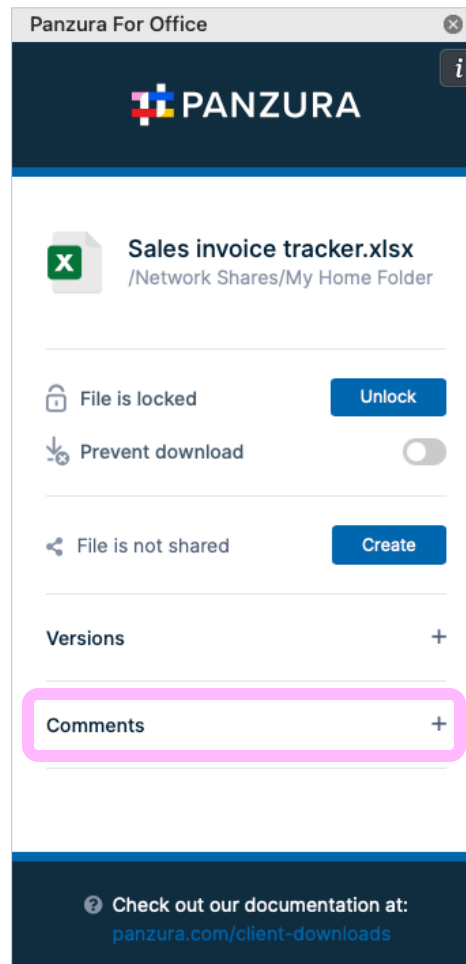 Panzura For Office
i
PANZURA
X
Sales invoice tracker.xlsx
/Network Shares/My Home Folder
File is locked
Unlock
Prevent download
File is not shared
Create
Versions
+
Comments
+
? Check out our documentation at:
panzura.com/client-downloads